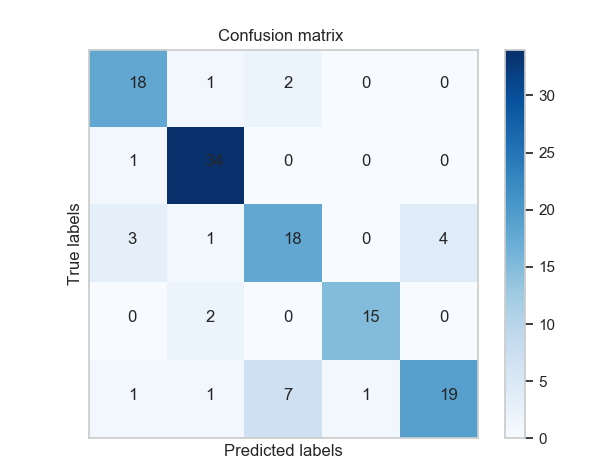 Confusion matrix
18 1 2 0 0
1 34 0 0 0
3 1 18 0 4
0 2 0 15 0
1 1 7 1 19
True labels
Predicted labels
30
25
20
15
10
5
0